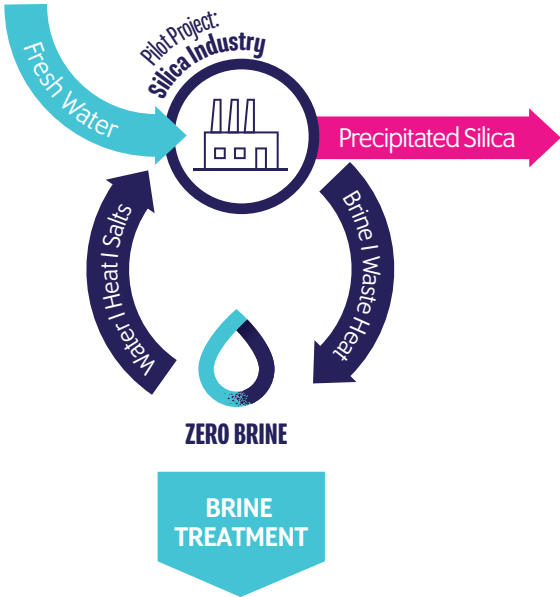 Pilot Project:
Silica Industry
Fresh Water
Precipitated Silica
Water | Heat | Salts
Brine | Waste Heat
ZERO BRINE
BRINE
TREATMENT